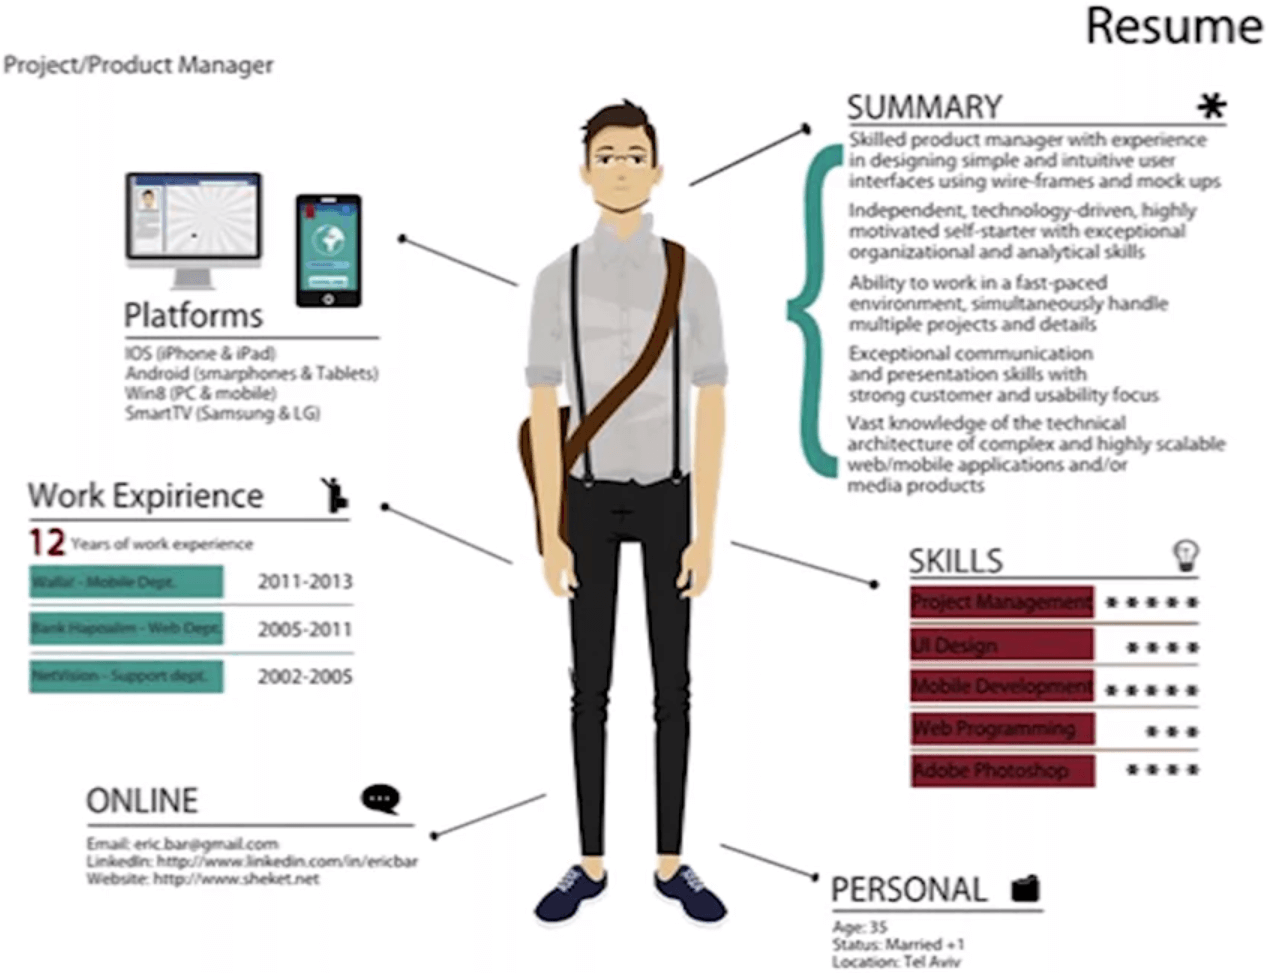 Resume
Project/Product Manager
Platforms
IOS (iPhone & iPad)
Android (smarphones & Tablets)
Win8 (PC & mobile)
SmartTV (Samsung & LG)
Work Expirience
12 Years of work experience
Walla! - Mobile Dept. 2011-2013
Bank Hapoalim - Web Dept. 2005-2011
NetVision - Support dept. 2002-2005
ONLINE
Email: eric.bar@gmail.com
LinkedIn: http://www.linkedin.com/in/ericbar
Website: http://www.sheket.net
SUMMARY
Skilled product manager with experience
in designing simple and intuitive user
interfaces using wire-frames and mock ups
Independent, technology-driven, highly
motivated self-starter with exceptional
organizational and analytical skills
Ability to work in a fast-paced
environment, simultaneously handle
multiple projects and details
Exceptional communication
and presentation skills with
strong customer and usability focus
Vast knowledge of the technical
architecture of complex and highly scalable
web/mobile applications and/or
media products
SKILLS
Project Management
UI Design
Mobile Development
Web Programming
Adobe Photoshop
PERSONAL
Age: 35
Status: Married +1
Location: Tel Aviv